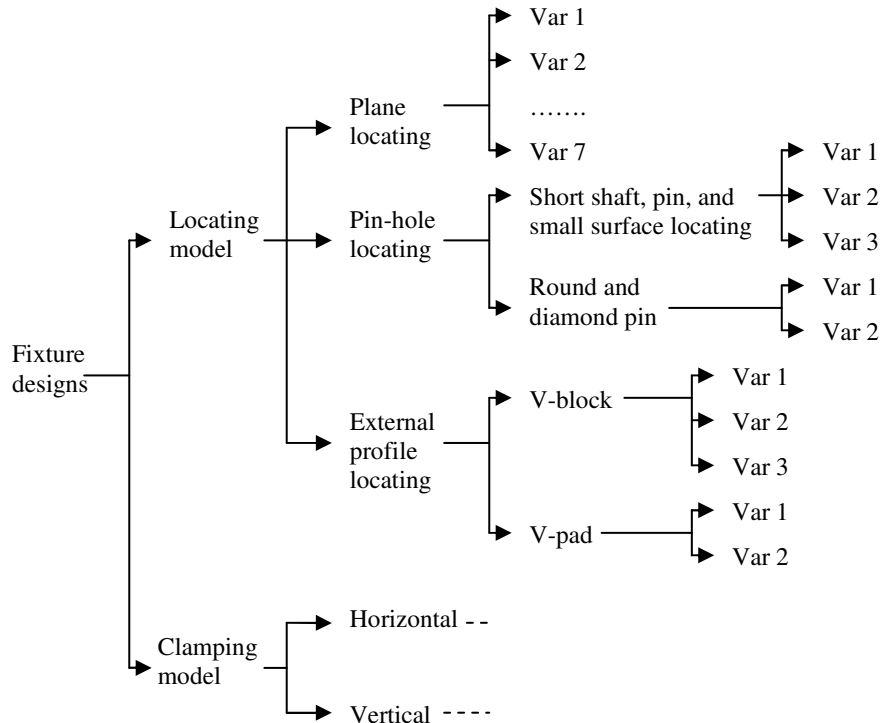 Fixture
designs
Locating
model
Plane
locating
Var 1
Var 2
.......
Var 7
Pin-hole
locating
Short shaft, pin, and
small surface locating
Var 1
Var 2
Var 3
Round and
diamond pin
Var 1
Var 2
External
profile
locating
V-block
Var 1
Var 2
Var 3
V-pad
Var 1
Var 2
Clamping
model
Horizontal
Vertical